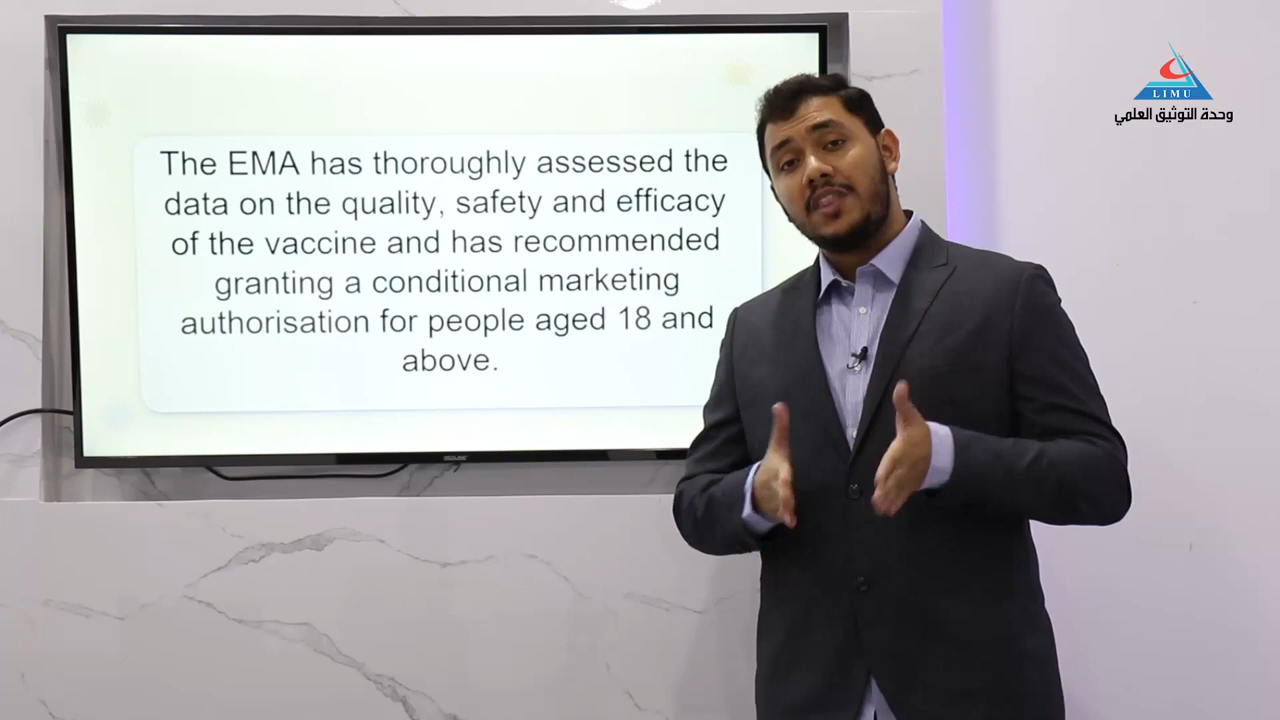 The EMA has thoroughly assessed the
data on the quality, safety and efficacy
of the vaccine and has recommended
granting a conditional marketing
authorisation for people aged 18 and
above.
LIMU
وحدة التوثيق العلمي